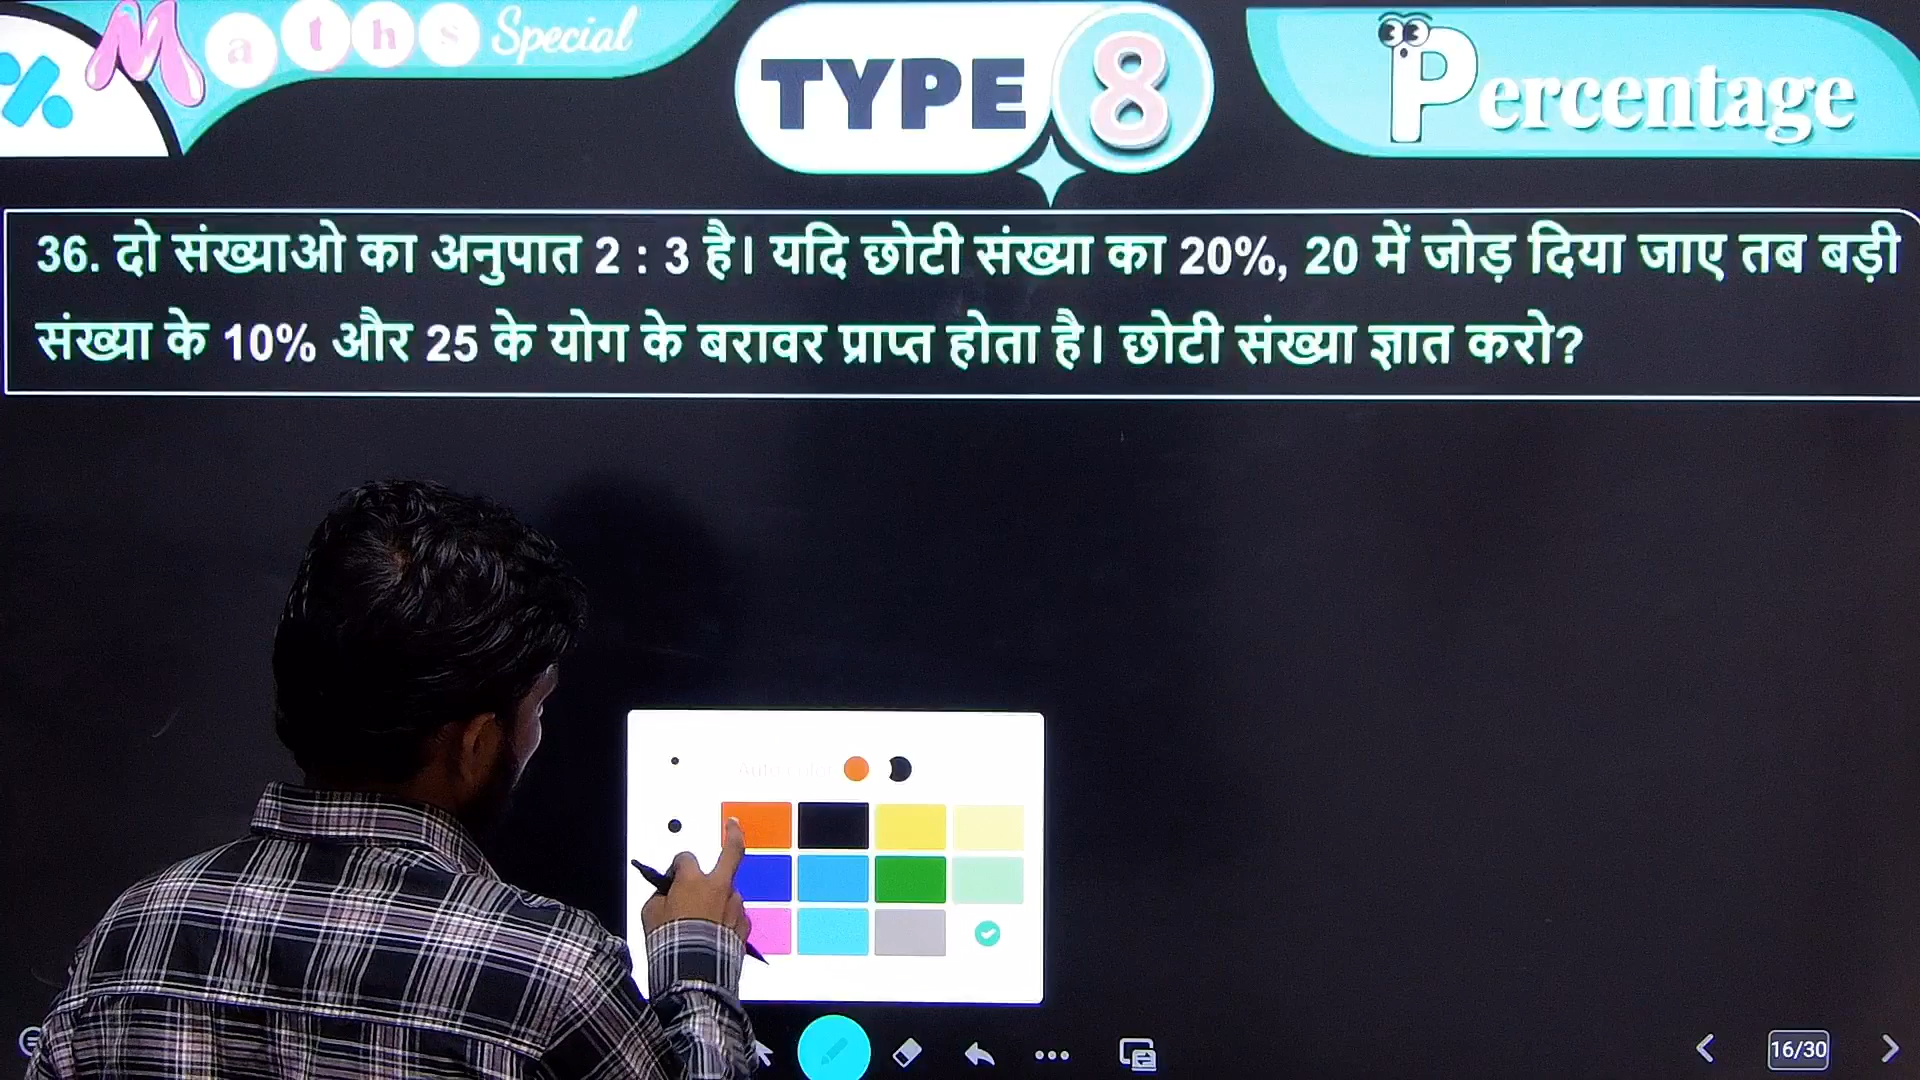 %
Maths Special
TYPE 8
Percentage
36. दो संख्याओ का अनुपात 2 : 3 है। यदि छोटी संख्या का 20%, 20 में जोड़ दिया जाए तब बड़ी
संख्या के 10% और 25 के योग के बरावर प्राप्त होता है। छोटी संख्या ज्ञात करो?
16/30